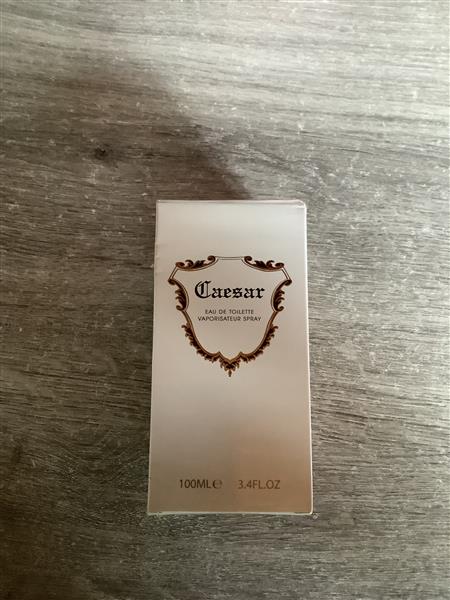 Caesar
EAU DE TOILETTE
VAPORISATEUR SPRAY
100ML℮ 3.4FL.OZ